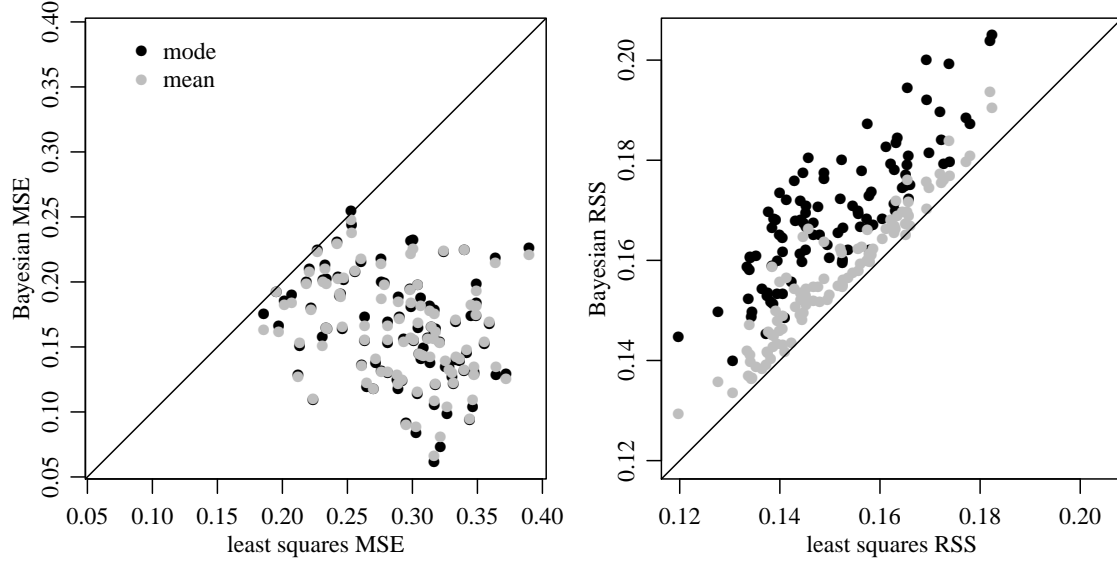 0.40
0.35
0.30
0.25
0.20
0.15
0.10
0.05
Bayesian MSE
mode
mean
0.05 0.10 0.15 0.20 0.25 0.30 0.35 0.40
least squares MSE
0.20
0.18
0.16
0.14
0.12
Bayesian RSS
0.12 0.14 0.16 0.18 0.20
least squares RSS